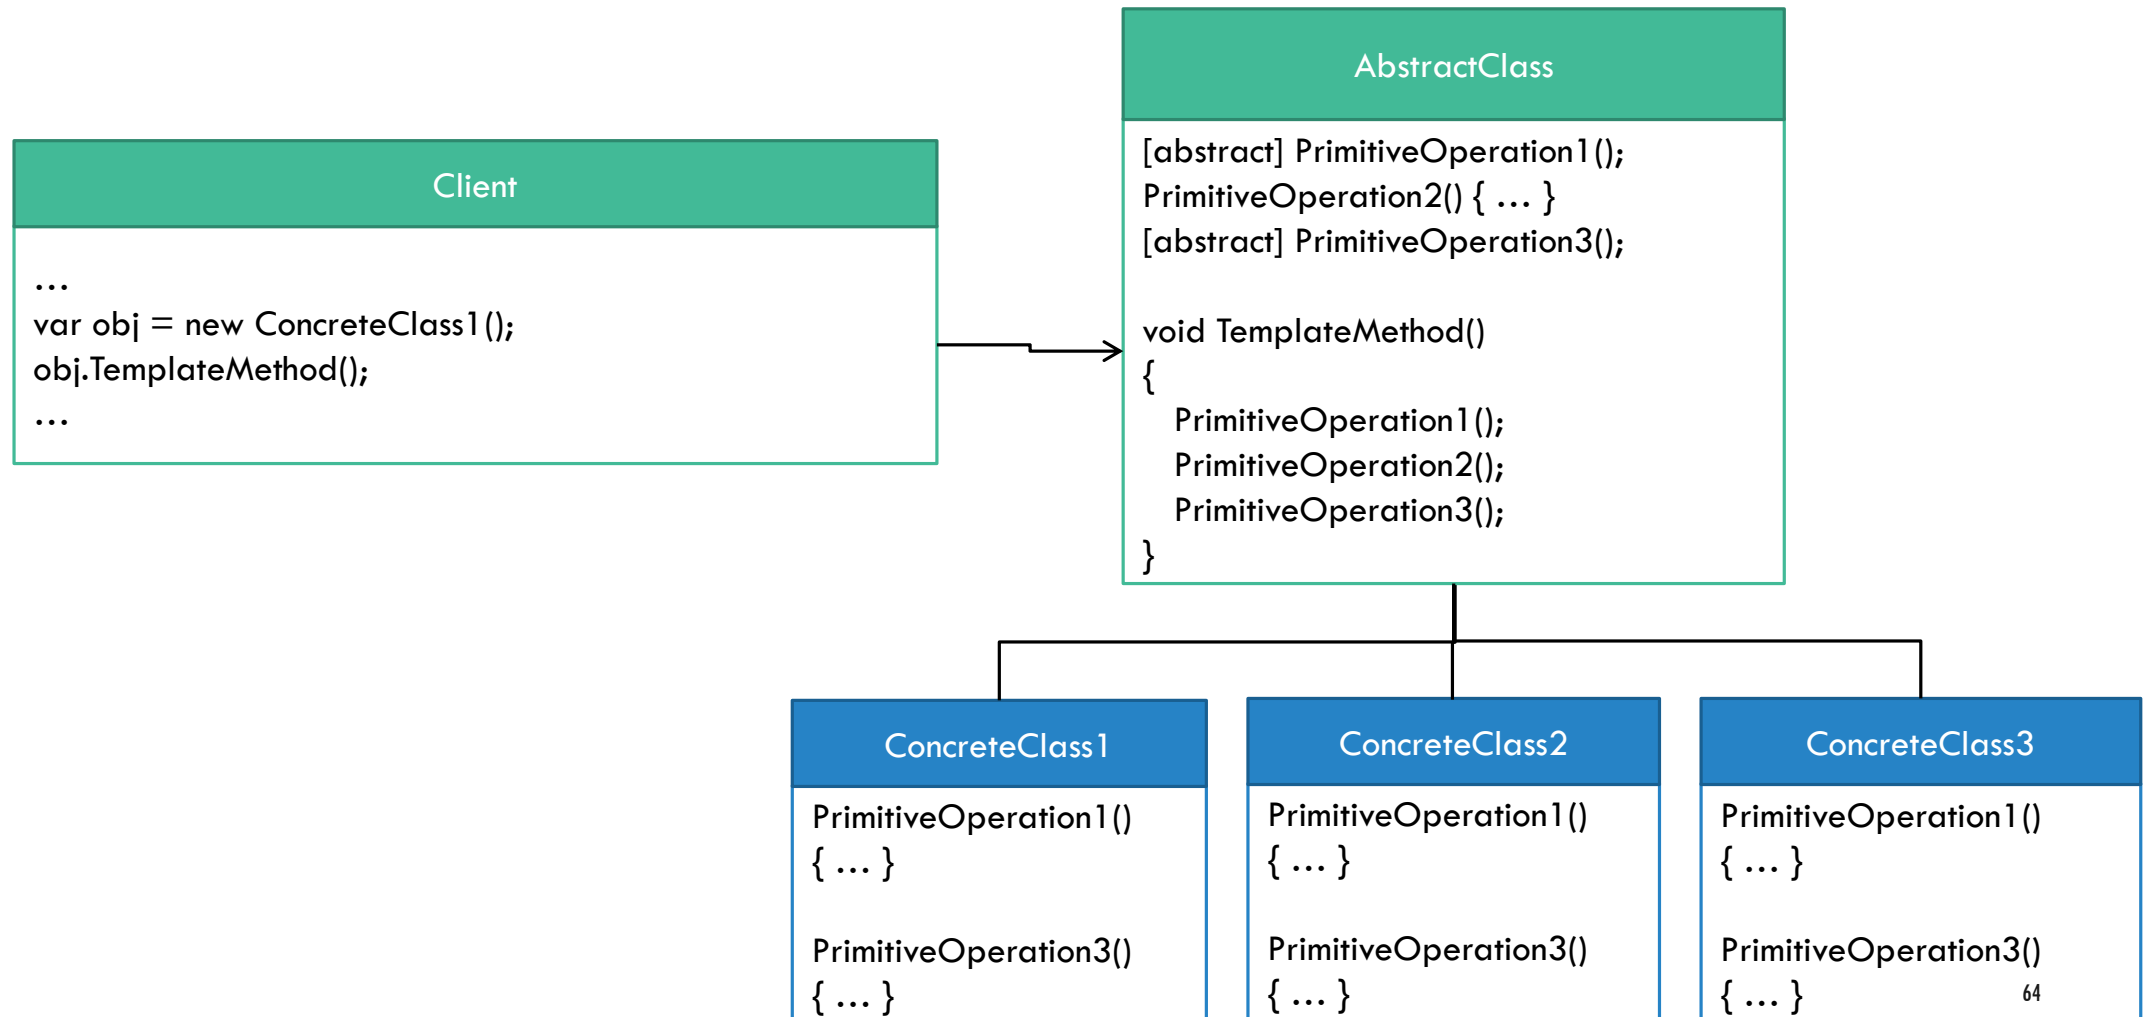 Client
…
var obj = new ConcreteClass1();
obj.TemplateMethod();
…
AbstractClass
[abstract] PrimitiveOperation1();
PrimitiveOperation2() { … }
[abstract] PrimitiveOperation3();
void TemplateMethod()
{
PrimitiveOperation1();
PrimitiveOperation2();
PrimitiveOperation3();
}
ConcreteClass1
PrimitiveOperation1()
{ … }
PrimitiveOperation3()
{ … }
ConcreteClass2
PrimitiveOperation1()
{ … }
PrimitiveOperation3()
{ … }
ConcreteClass3
PrimitiveOperation1()
{ … }
PrimitiveOperation3()
{ … }
64